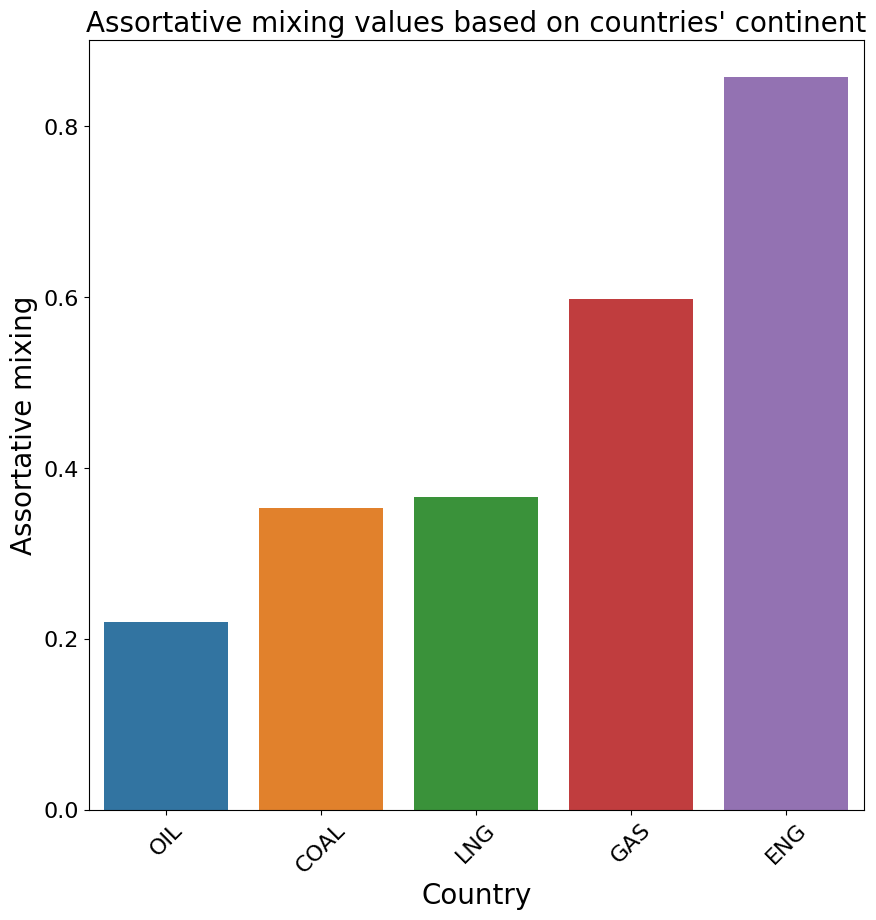 Assortative mixing values based on countries' continent
Assortative mixing
0.8
0.6
0.4
0.2
0.0
OIL
COAL
LNG
GAS
ENG
Country